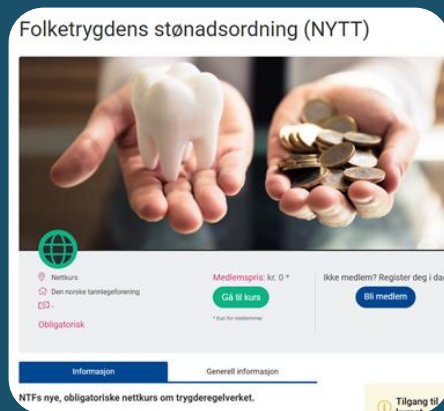 Folketrygdens stønadsordning (NYTT)
Nettkurs
Den norske tannlegeforening
Obligatorisk
Medlemspris: kr. 0 *
Gå til kurs
* Kun for medlemmer
Ikke medlem? Register deg i da
Bli medlem
Informasjon
Generell informasjon
NTFs nye, obligatoriske nettkurs om trygderegelverket.
Tilgang til